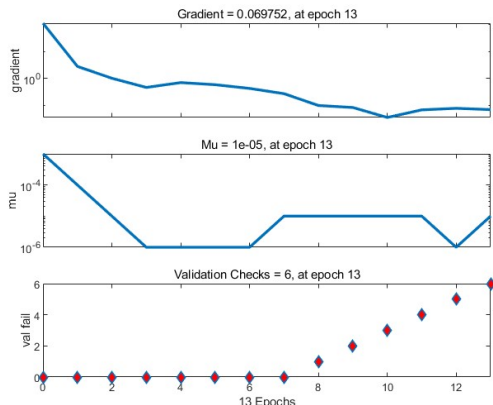 Gradient = 0.069752, at epoch 13
gradient
10^0
Mu = 1e-05, at epoch 13
mu
10^-4
10^-6
Validation Checks = 6, at epoch 13
val fail
6
4
2
0
0 2 4 6 8 10 12
13 Epochs